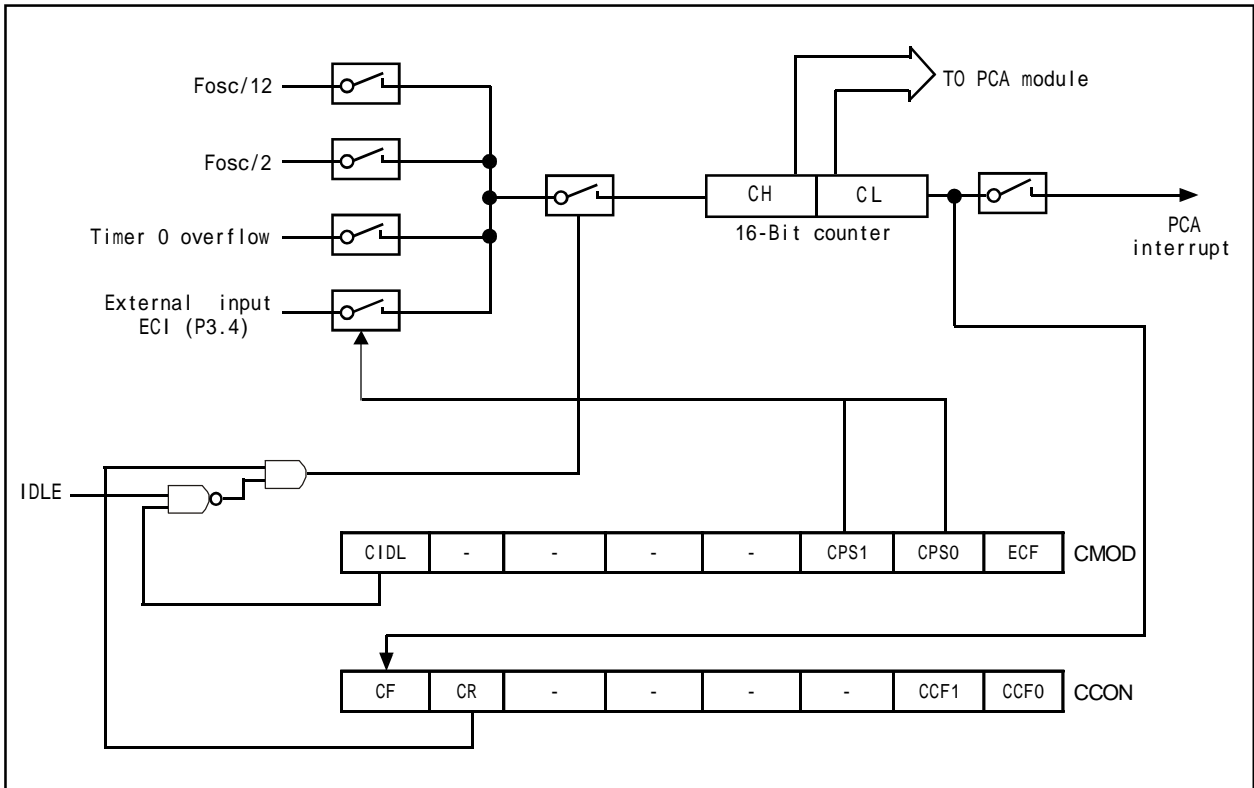 Fosc/12
TO PCA module
Fosc/2
CH CL
16-Bit counter
PCA
interrupt
Timer 0 overflow
External input
ECI (P3.4)
IDLE
CIDL - - - - CPS1 CPS0 ECF CMOD
CF CR - - - - CCF1 CCF0 CCON